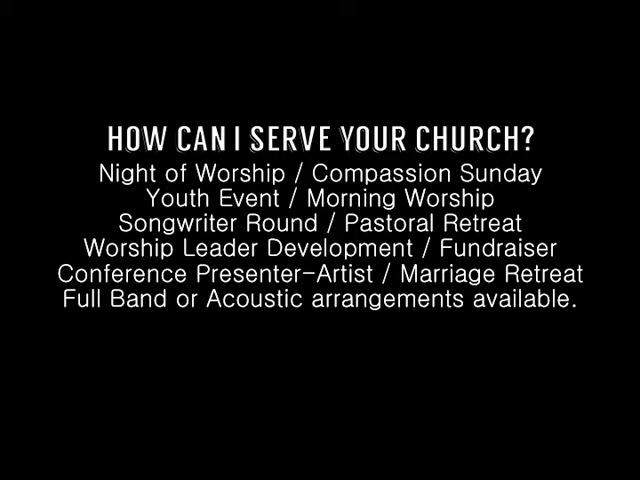 HOW CAN I SERVE YOUR CHURCH?
Night of Worship / Compassion Sunday
Youth Event / Morning Worship
Songwriter Round / Pastoral Retreat
Worship Leader Development / Fundraiser
Conference Presenter-Artist / Marriage Retreat
Full Band or Acoustic arrangements available.